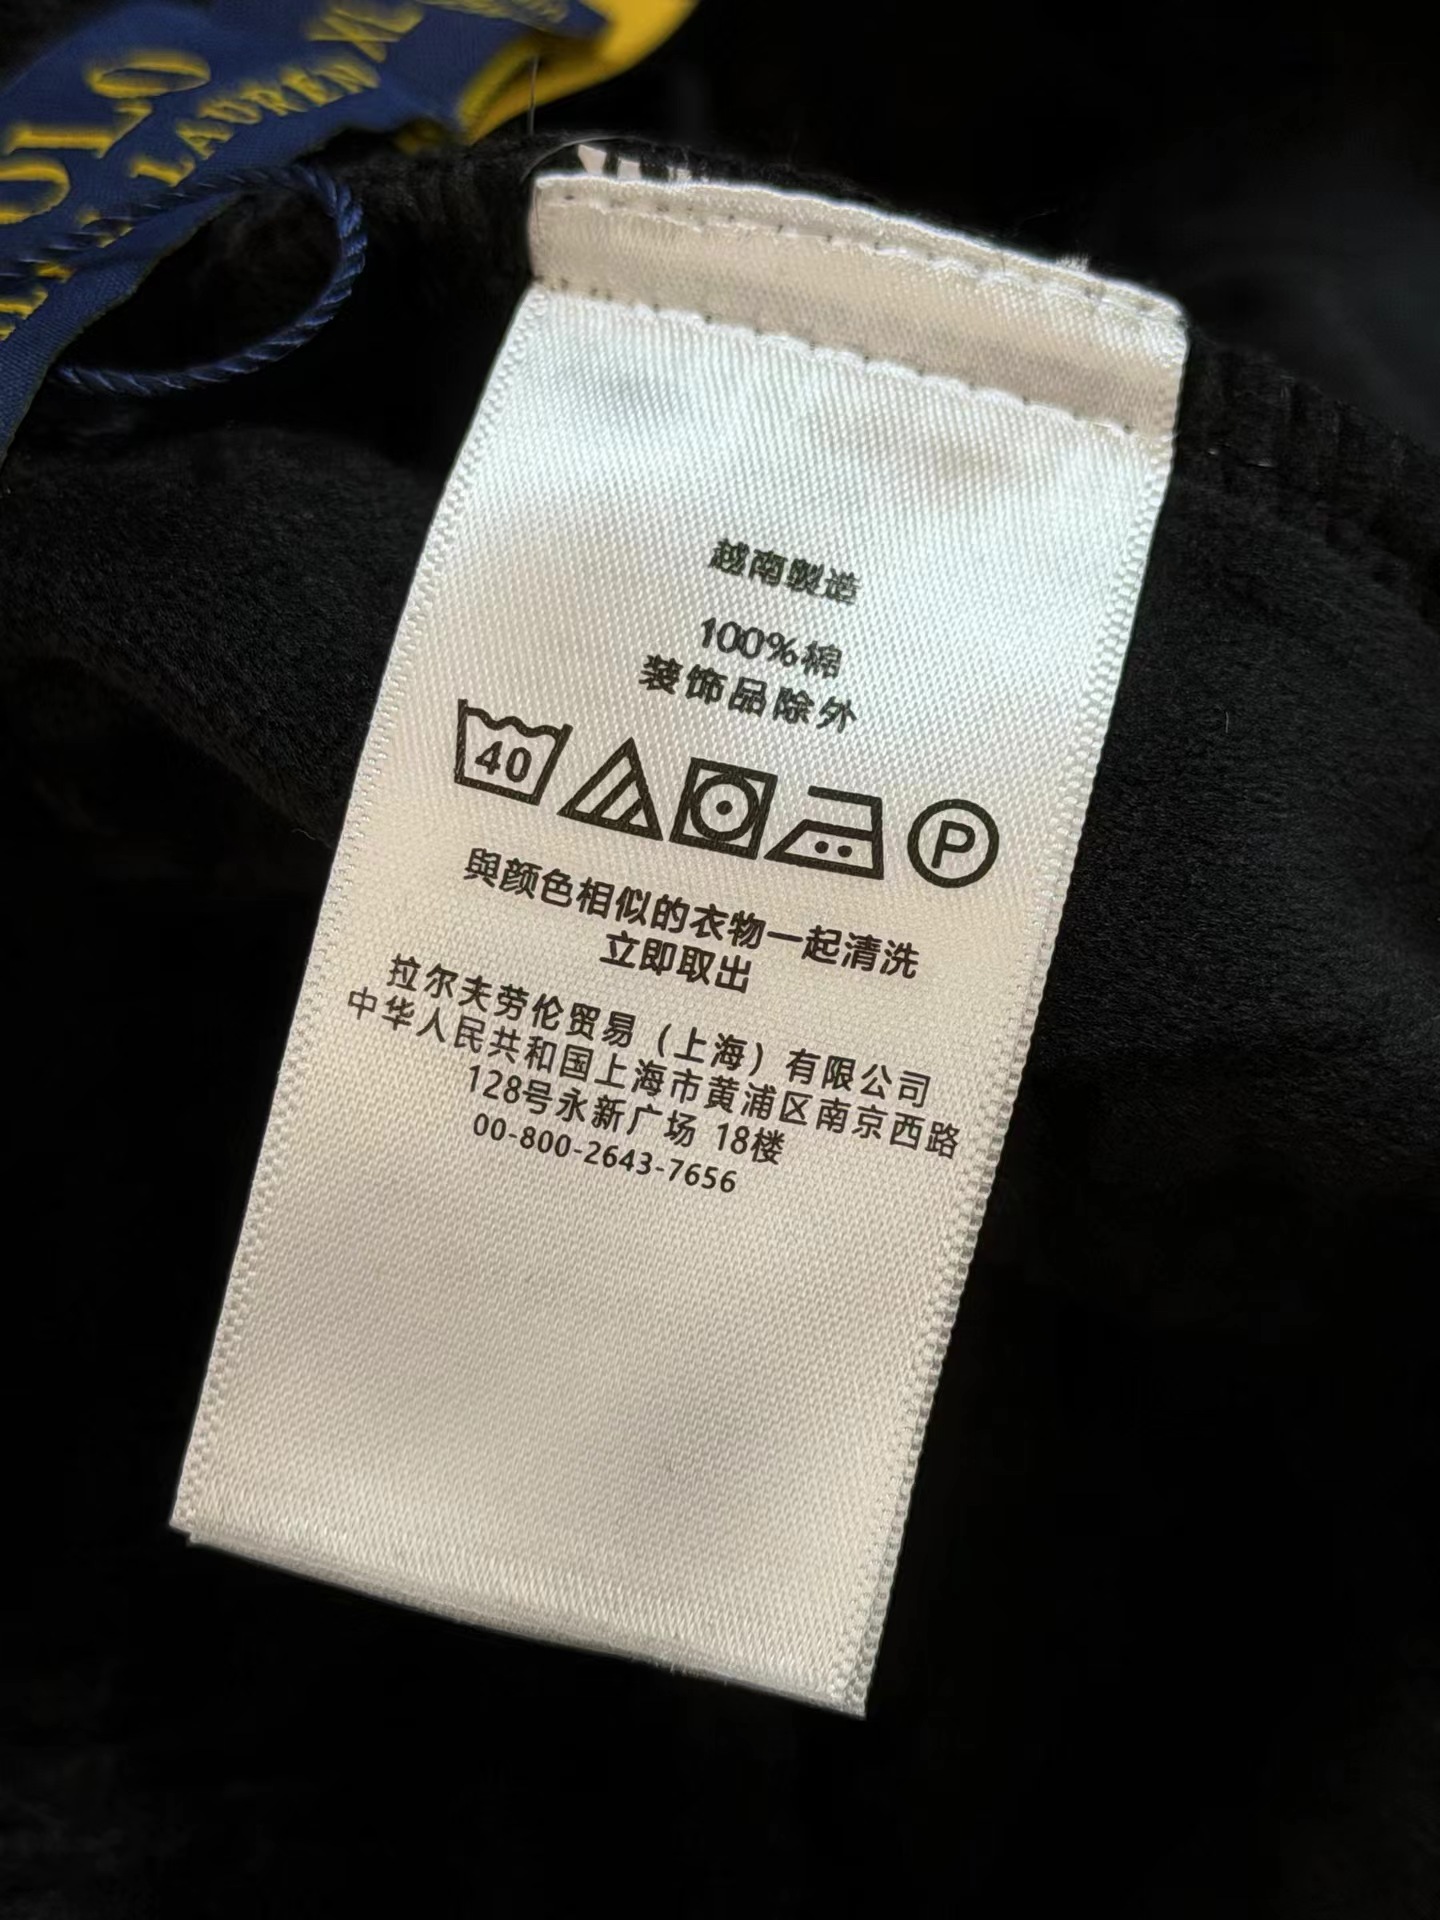 POLO
LAUREN
XL
越南製造
100%棉
装饰品除外
40
P
與颜色相似的衣物一起清洗
立即取出
拉尔夫劳伦贸易（上海）有限公司
中华人民共和国上海市黄浦区南京西路
128号永新广场 18楼
00-800-2643-7656